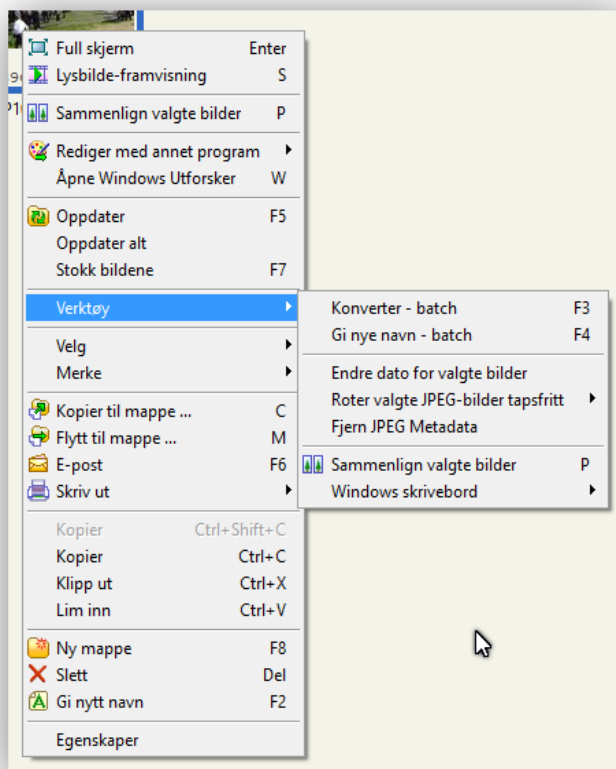 Full skjerm Enter
Lysbilde-framvisning S
Sammenlign valgte bilder P
Rediger med annet program
Åpne Windows Utforsker W
Oppdater F5
Oppdater alt
Stokk bildene F7
Verktøy
Velg
Merke
Kopier til mappe ... C
Flytt til mappe ... M
E-post F6
Skriv ut
Kopier Ctrl+Shift+C
Kopier Ctrl+C
Klipp ut Ctrl+X
Lim inn Ctrl+V
Ny mappe F8
Slett Del
Gi nytt navn F2
Egenskaper
Konverter - batch F3
Gi nye navn - batch F4
Endre dato for valgte bilder
Roter valgte JPEG-bilder tapsfritt
Fjern JPEG Metadata
Sammenlign valgte bilder P
Windows skrivebord